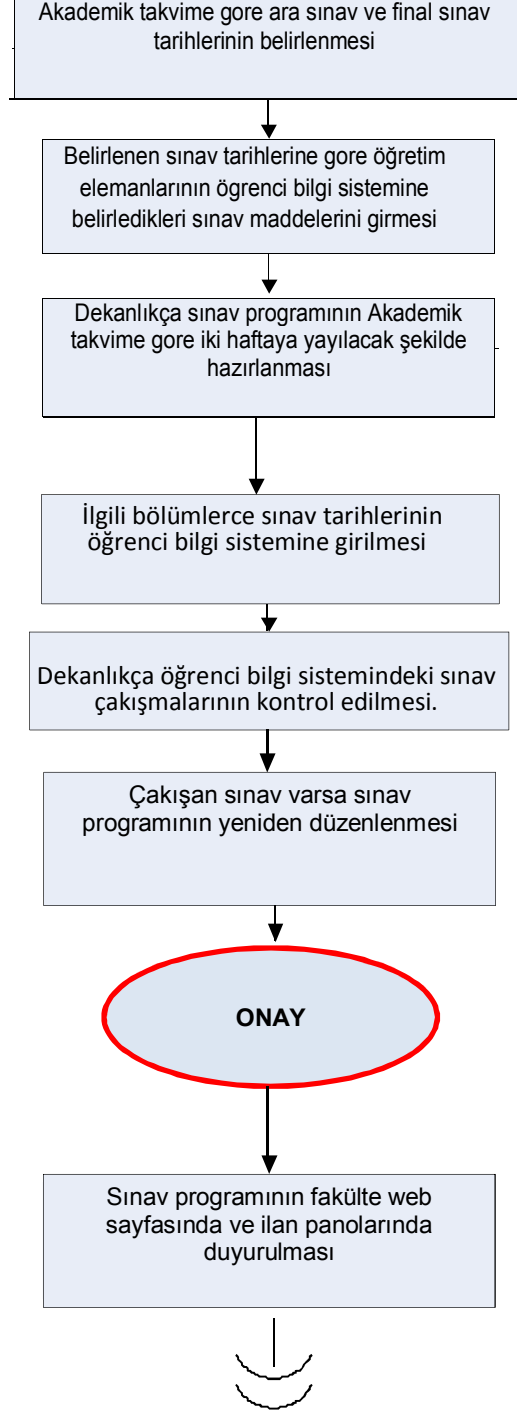 Akademik takvime gore ara sınav ve final sınav
tarihlerinin belirlenmesi
Belirlenen sınav tarihlerine gore öğretim
elemanlarının ögrenci bilgi sistemine
belirledikleri sınav maddelerini girmesi
Dekanlıkça sınav programının Akademik
takvime gore iki haftaya yayılacak şekilde
hazırlanması
İlgili bölümlerce sınav tarihlerinin
öğrenci bilgi sistemine girilmesi
Dekanlıkça öğrenci bilgi sistemindeki sınav
çakışmalarının kontrol edilmesi.
Çakışan sınav varsa sınav
programının yeniden düzenlenmesi
ONAY
Sınav programının fakülte web
sayfasında ve ilan panolarında
duyurulması